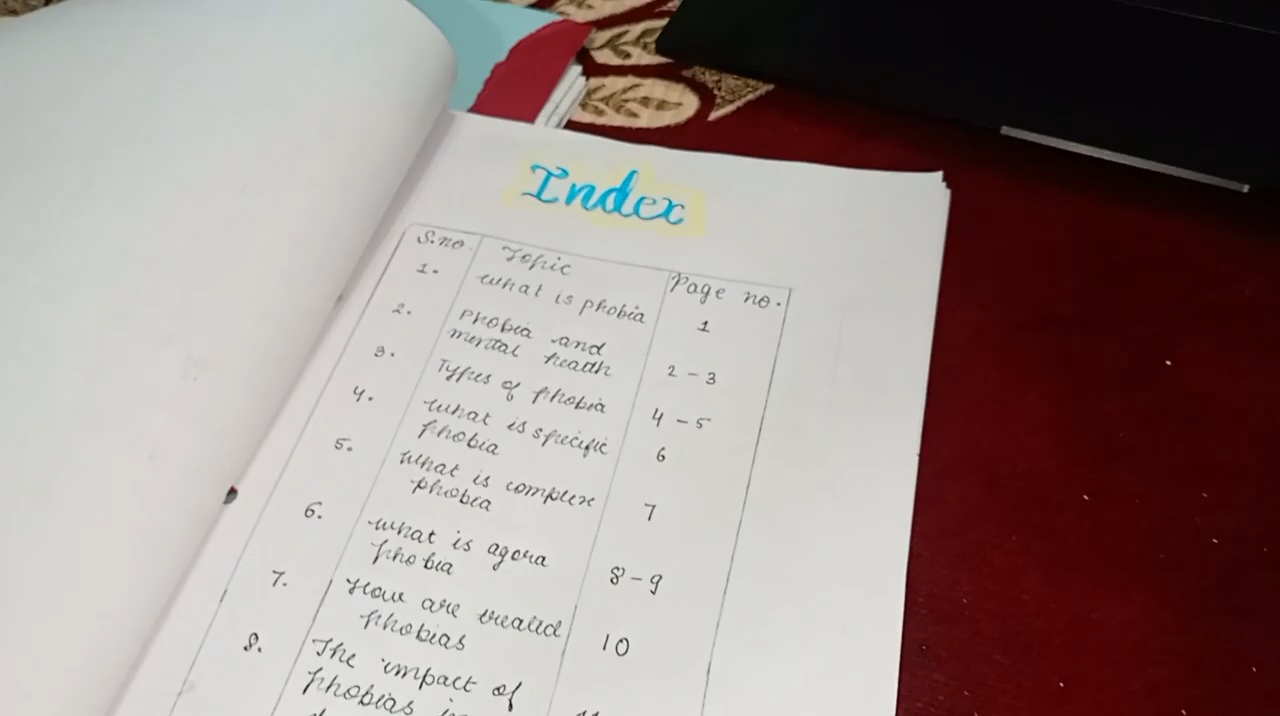 Index
S.no. Topic Page no.
1. What is phobia 1
2. Phobia and
mental health 2-3
3. Types of phobia 4-5
4. What is specific
phobia 6
5. What is complex
phobia 7
6. What is agora
phobia 8-9
7. How are treated
phobias 10
8. The impact of
phobias in